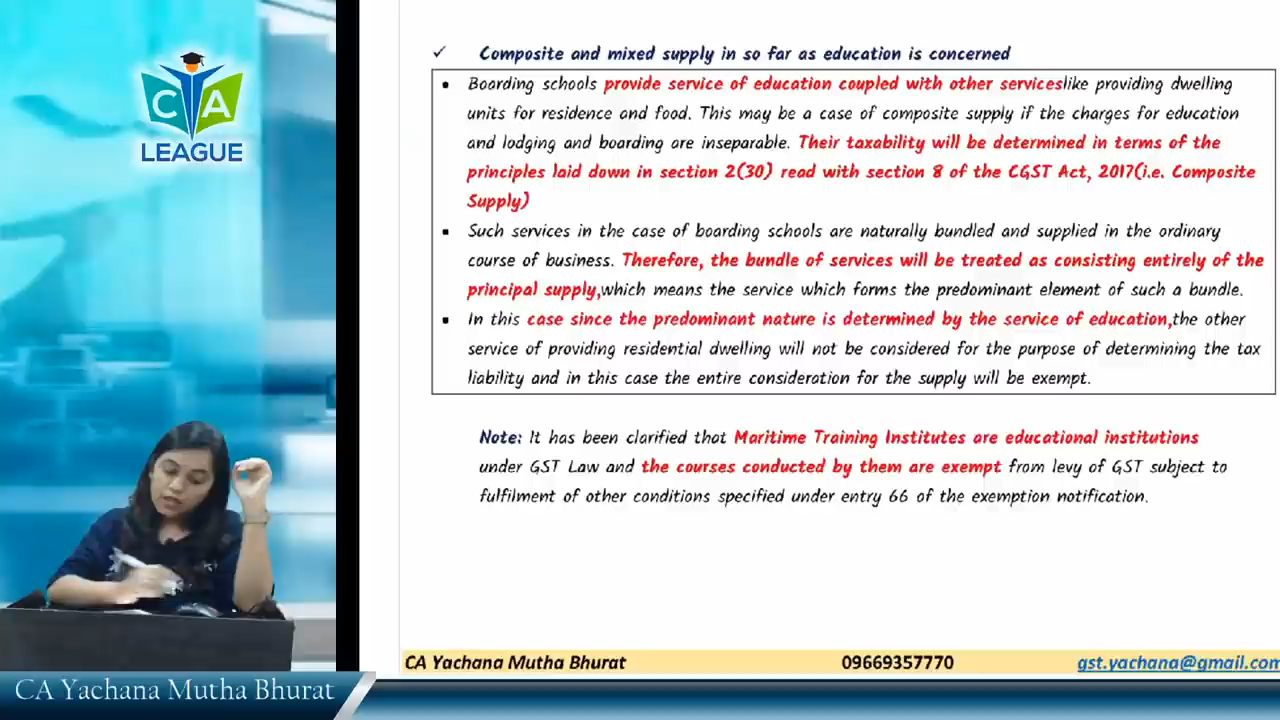 ✓ Composite and mixed supply in so far as education is concerned
▪ Boarding schools provide service of education coupled with other serviceslike providing dwelling
units for residence and food. This may be a case of composite supply if the charges for education
and lodging and boarding are inseparable. Their taxability will be determined in terms of the
principles laid down in section 2(30) read with section 8 of the CGST Act, 2017(i.e. Composite
Supply)
▪ Such services in the case of boarding schools are naturally bundled and supplied in the ordinary
course of business. Therefore, the bundle of services will be treated as consisting entirely of the
principal supply,which means the service which forms the predominant element of such a bundle.
▪ In this case since the predominant nature is determined by the service of education,the other
service of providing residential dwelling will not be considered for the purpose of determining the tax
liability and in this case the entire consideration for the supply will be exempt.
Note: It has been clarified that Maritime Training Institutes are educational institutions
under GST Law and the courses conducted by them are exempt from levy of GST subject to
fulfilment of other conditions specified under entry 66 of the exemption notification.
CA Yachana Mutha Bhurat 09669357770 gst.yachana@gmail.com
CA
LEAGUE
CA Yachana Mutha Bhurat